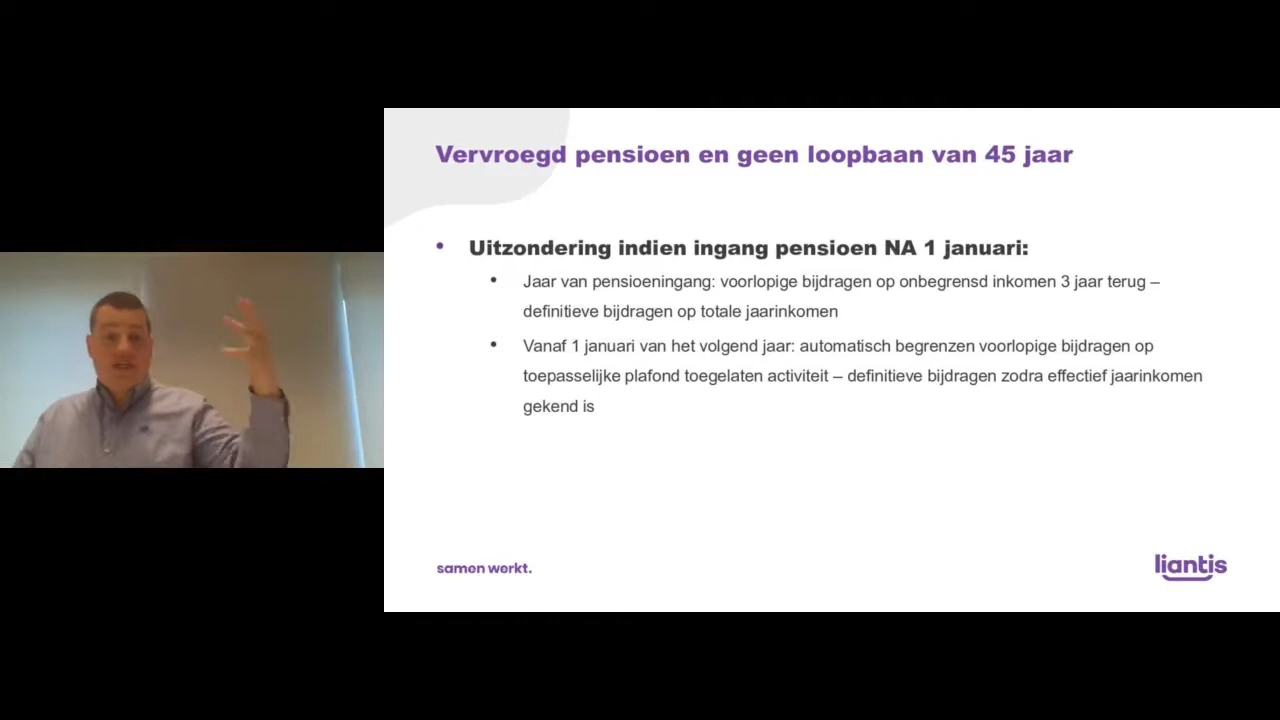 Vervroegd pensioen en geen loopbaan van 45 jaar
• Uitzondering indien ingang pensioen NA 1 januari:
• Jaar van pensioeningang: voorlopige bijdragen op onbegrensd inkomen 3 jaar terug –
definitieve bijdragen op totale jaarinkomen
• Vanaf 1 januari van het volgend jaar: automatisch begrenzen voorlopige bijdragen op
toepasselijke plafond toegelaten activiteit – definitieve bijdragen zodra effectief jaarinkomen
gekend is
samen werkt.
liantis